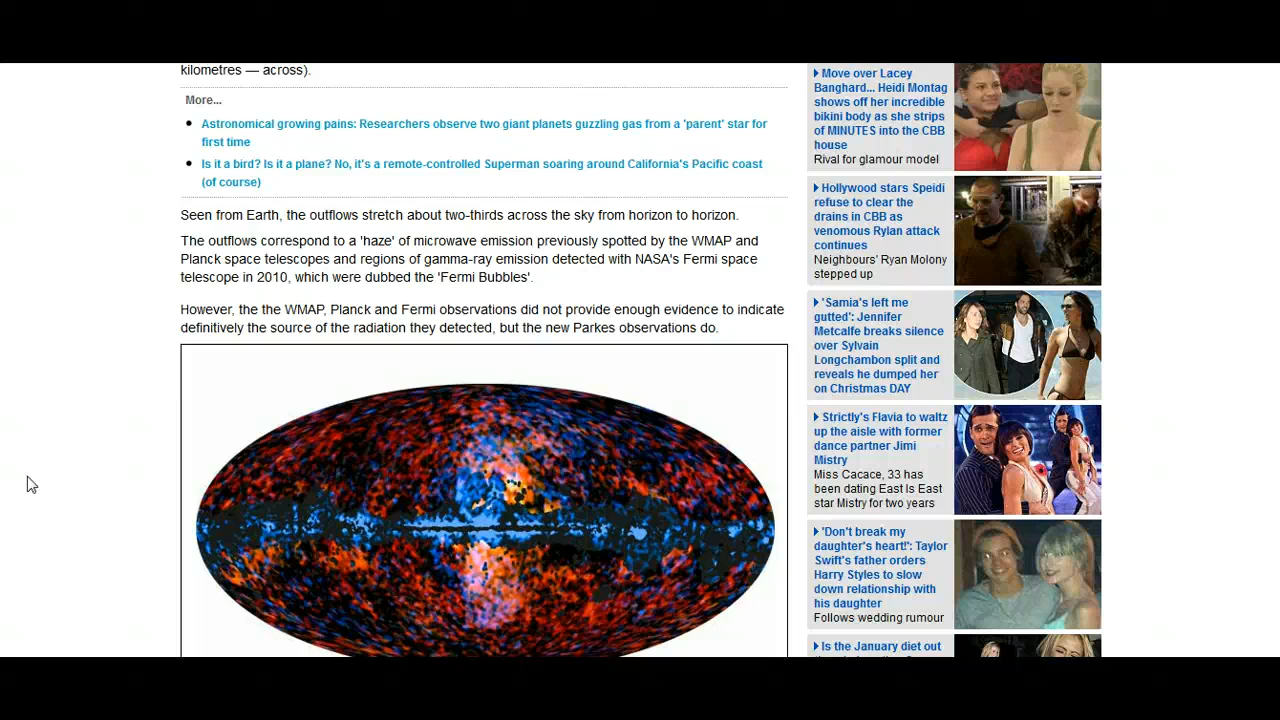 kilometres — across).
More...
Astronomical growing pains: Researchers observe two giant planets guzzling gas from a 'parent' star for
first time
Is it a bird? Is it a plane? No, it's a remote-controlled Superman soaring around California's Pacific coast
(of course)
Seen from Earth, the outflows stretch about two-thirds across the sky from horizon to horizon.
The outflows correspond to a 'haze' of microwave emission previously spotted by the WMAP and
Planck space telescopes and regions of gamma-ray emission detected with NASA's Fermi space
telescope in 2010, which were dubbed the 'Fermi Bubbles'.
However, the the WMAP, Planck and Fermi observations did not provide enough evidence to indicate
definitively the source of the radiation they detected, but the new Parkes observations do.
Move over Lacey
Banghard... Heidi Montag
shows off her incredible
bikini body as she strips
of MINUTES into the CBB
house
Rival for glamour model
Hollywood stars Speidi
refuse to clear the
drains in CBB as
venomous Rylan attack
continues
Neighbours' Ryan Molony
stepped up
'Samia's left me
gutted': Jennifer
Metcalfe breaks silence
over Sylvain
Longchambon split and
reveals he dumped her
on Christmas DAY
Strictly's Flavia to waltz
up the aisle with former
dance partner Jimi
Mistry
Miss Cacace, 33 has
been dating East Is East
star Mistry for two years
'Don't break my
daughter's heart!': Taylor
Swift's father orders
Harry Styles to slow
down relationship with
his daughter
Follows wedding rumour
Is the January diet out